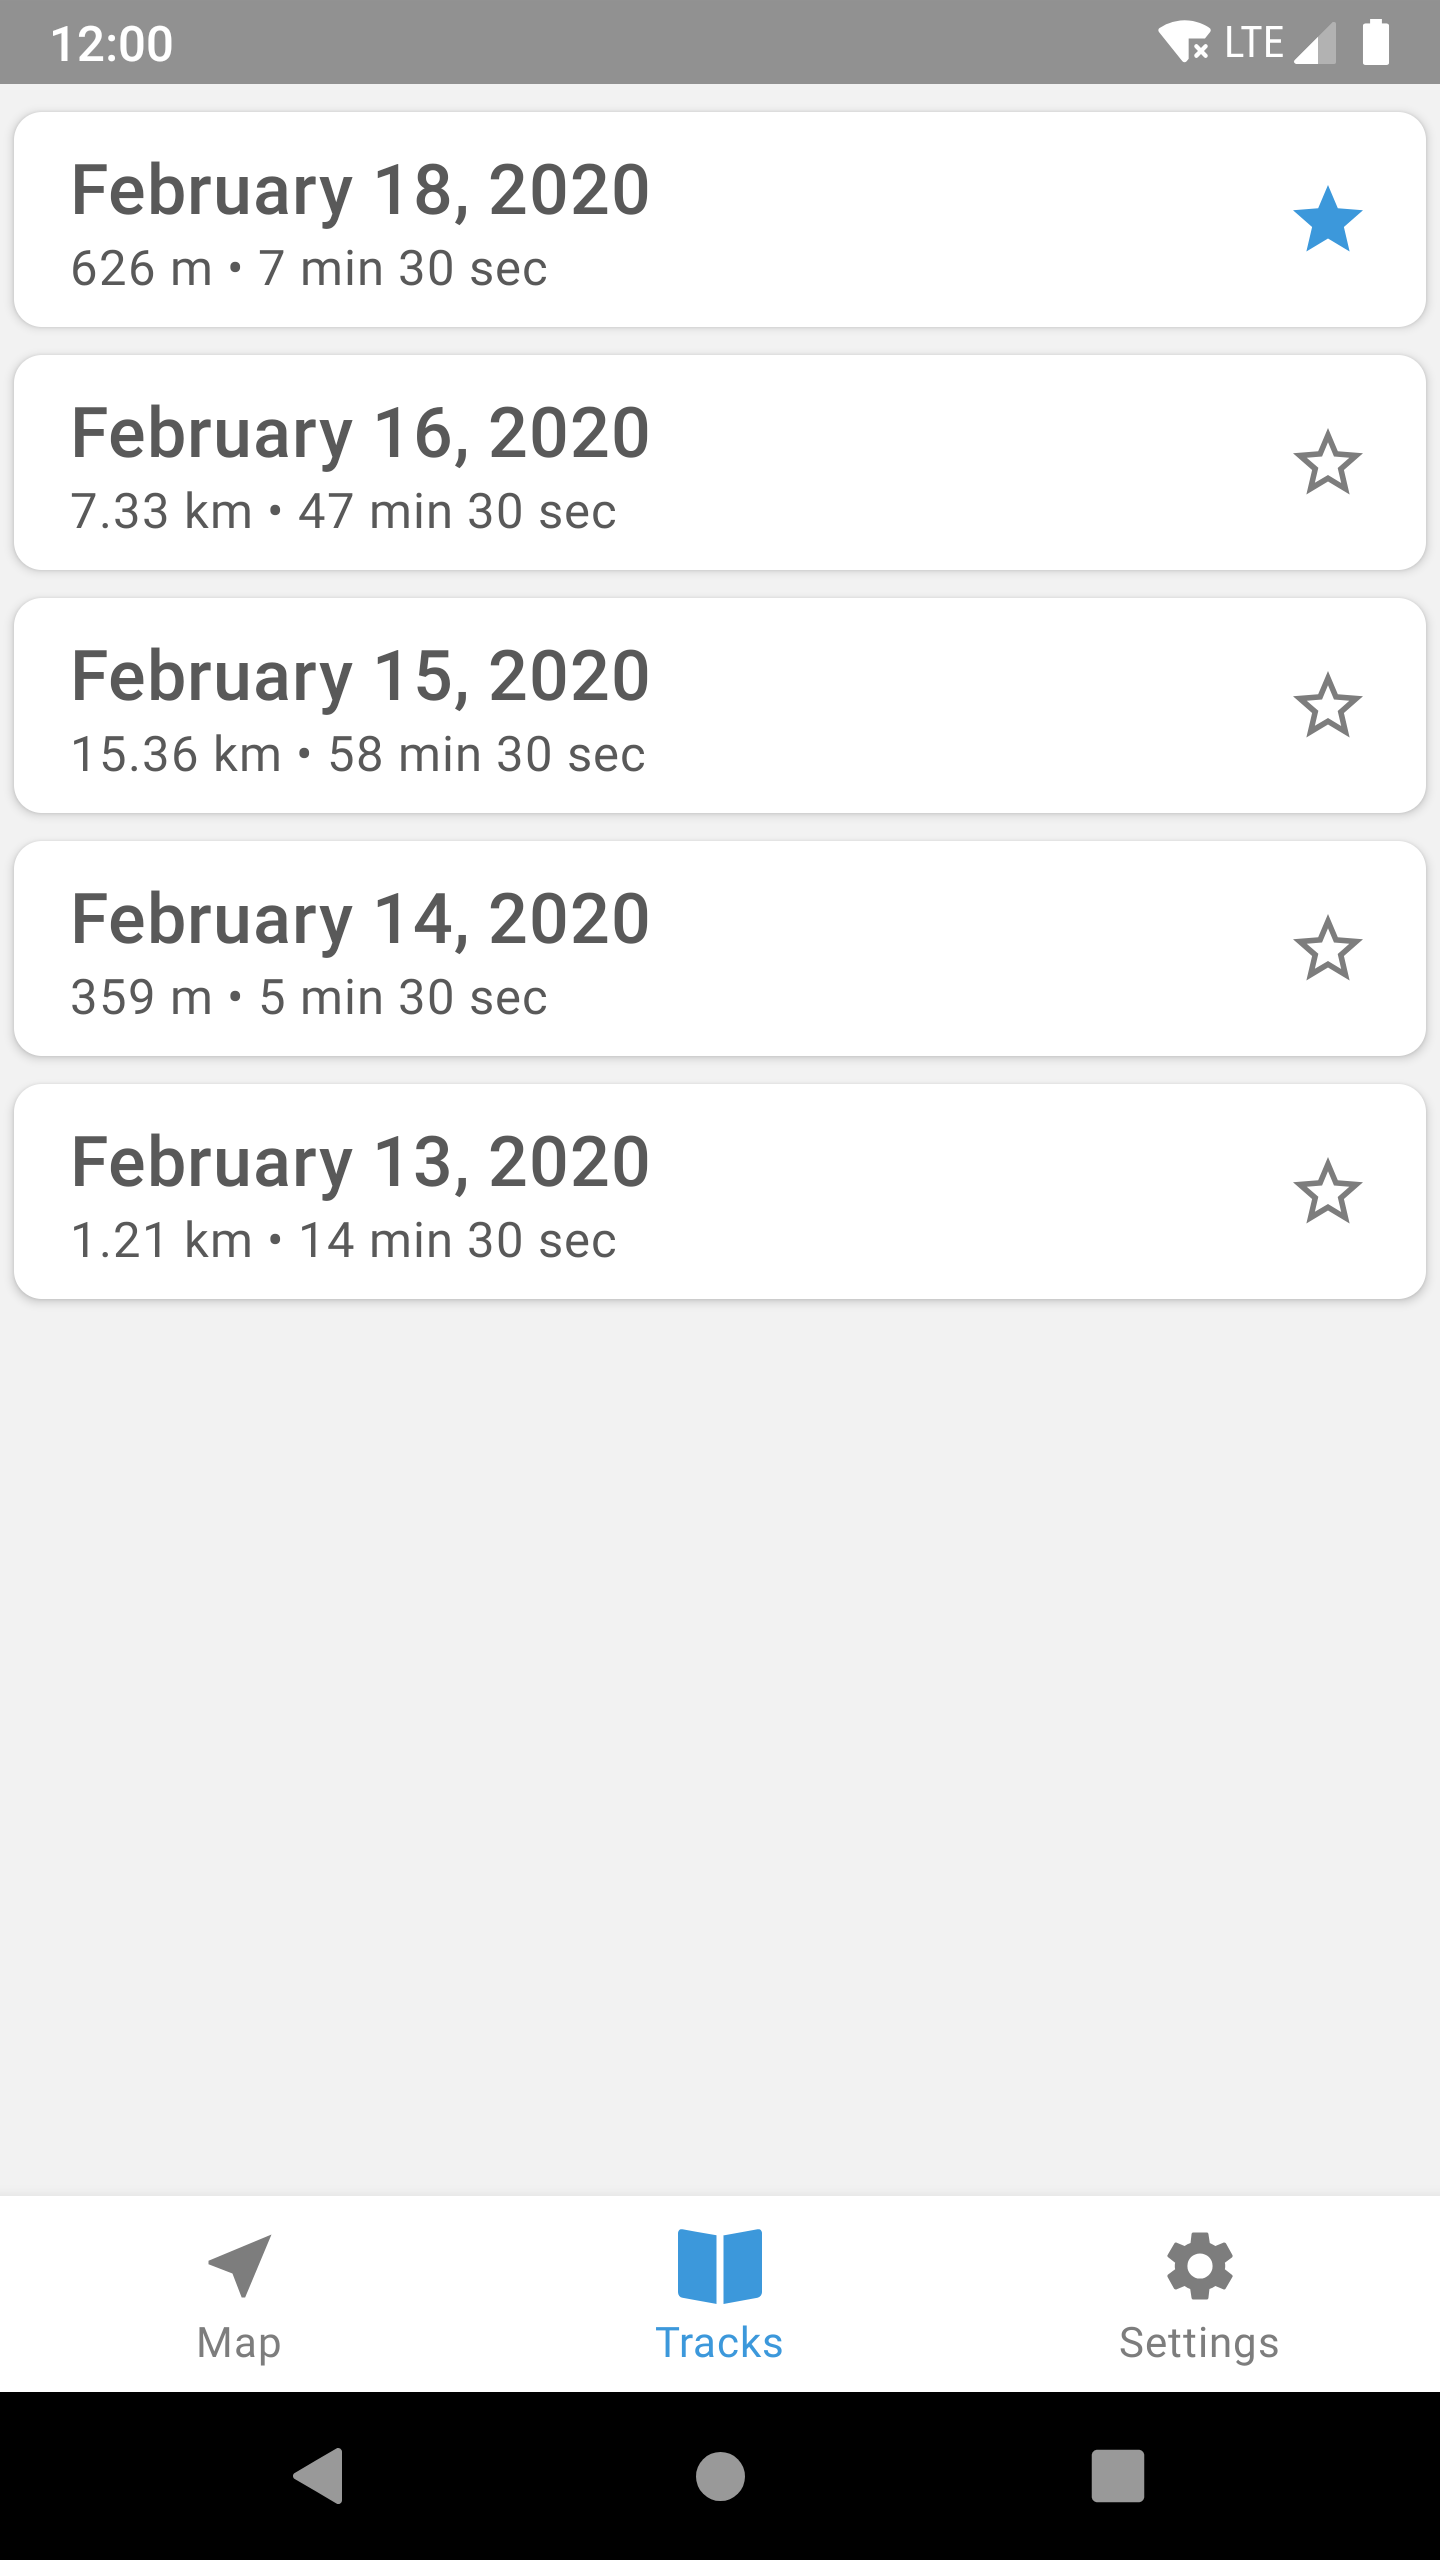 12:00
LTE
February 18, 2020
626 m • 7 min 30 sec
February 16, 2020
7.33 km • 47 min 30 sec
February 15, 2020
15.36 km • 58 min 30 sec
February 14, 2020
359 m • 5 min 30 sec
February 13, 2020
1.21 km • 14 min 30 sec
Map
Tracks
Settings